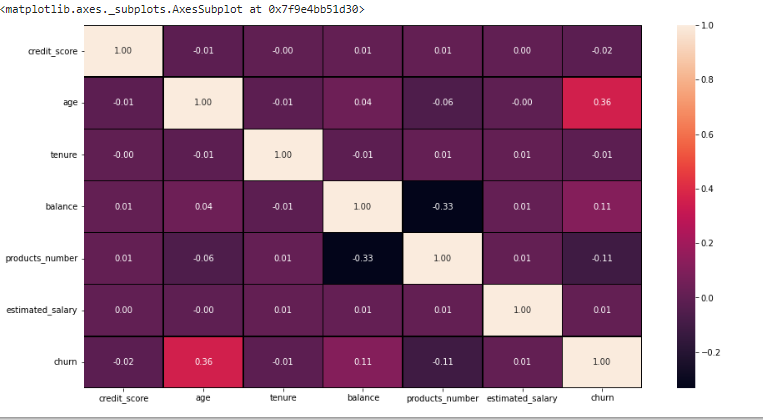 <matplotlib.axes._subplots.AxesSubplot at 0x7f9e4bb51d30>
credit_score 1.00 -0.01 -0.00 0.01 0.01 0.00 -0.02
age -0.01 1.00 -0.01 0.04 -0.06 -0.00 0.36
tenure -0.00 -0.01 1.00 -0.01 0.01 0.01 -0.01
balance 0.01 0.04 -0.01 1.00 -0.33 0.01 0.11
products_number 0.01 -0.06 0.01 -0.33 1.00 0.01 -0.11
estimated_salary 0.00 -0.00 0.01 0.01 0.01 1.00 0.01
churn -0.02 0.36 -0.01 0.11 -0.11 0.01 1.00
credit_score age tenure balance products_number estimated_salary churn
1.0
0.8
0.6
0.4
0.2
0.0
−0.2